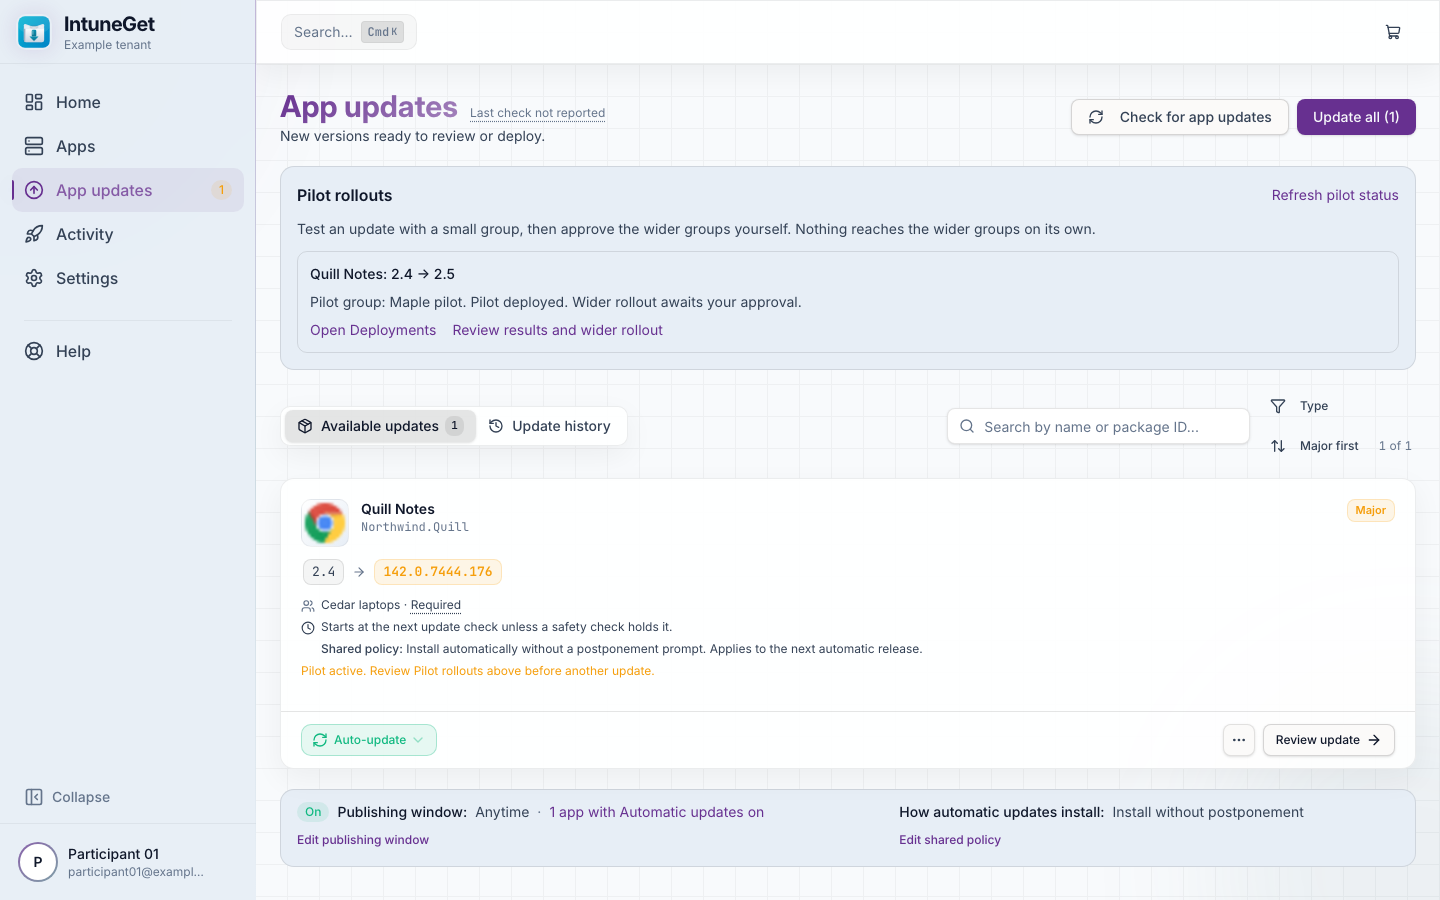 IntuneGet
Example tenant
Search... Cmd K
Home
Apps
App updates 1
Activity
Settings
Help
Collapse
P
Participant 01
participant01@exampl...
App updates Last check not reported
New versions ready to review or deploy.
Check for app updates
Update all (1)
Pilot rollouts
Refresh pilot status
Test an update with a small group, then approve the wider groups yourself. Nothing reaches the wider groups on its own.
Quill Notes: 2.4 → 2.5
Pilot group: Maple pilot. Pilot deployed. Wider rollout awaits your approval.
Open Deployments Review results and wider rollout
Available updates 1
Update history
Search by name or package ID...
Type
Major first 1 of 1
Quill Notes
Northwind.Quill
Major
2.4 → 142.0.7444.176
Cedar laptops · Required
Starts at the next update check unless a safety check holds it.
Shared policy: Install automatically without a postponement prompt. Applies to the next automatic release.
Pilot active. Review Pilot rollouts above before another update.
Auto-update
Review update →
On Publishing window: Anytime · 1 app with Automatic updates on
Edit publishing window
How automatic updates install: Install without postponement
Edit shared policy